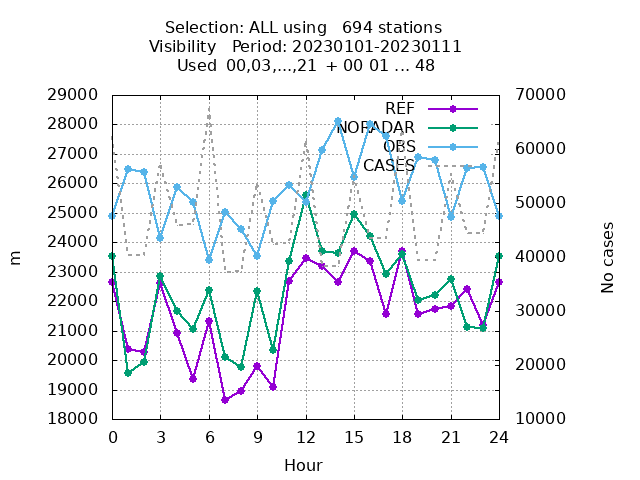 Selection: ALL using 694 stations
Visibility Period: 20230101-20230111
Used 00,03,...,21 + 00 01 ... 48
29000
28000
27000
26000
25000
24000
23000
22000
21000
20000
19000
18000
m
70000
60000
50000
40000
30000
20000
10000
No cases
REF
NORADAR
OBS
CASES
0 3 6 9 12 15 18 21 24
Hour